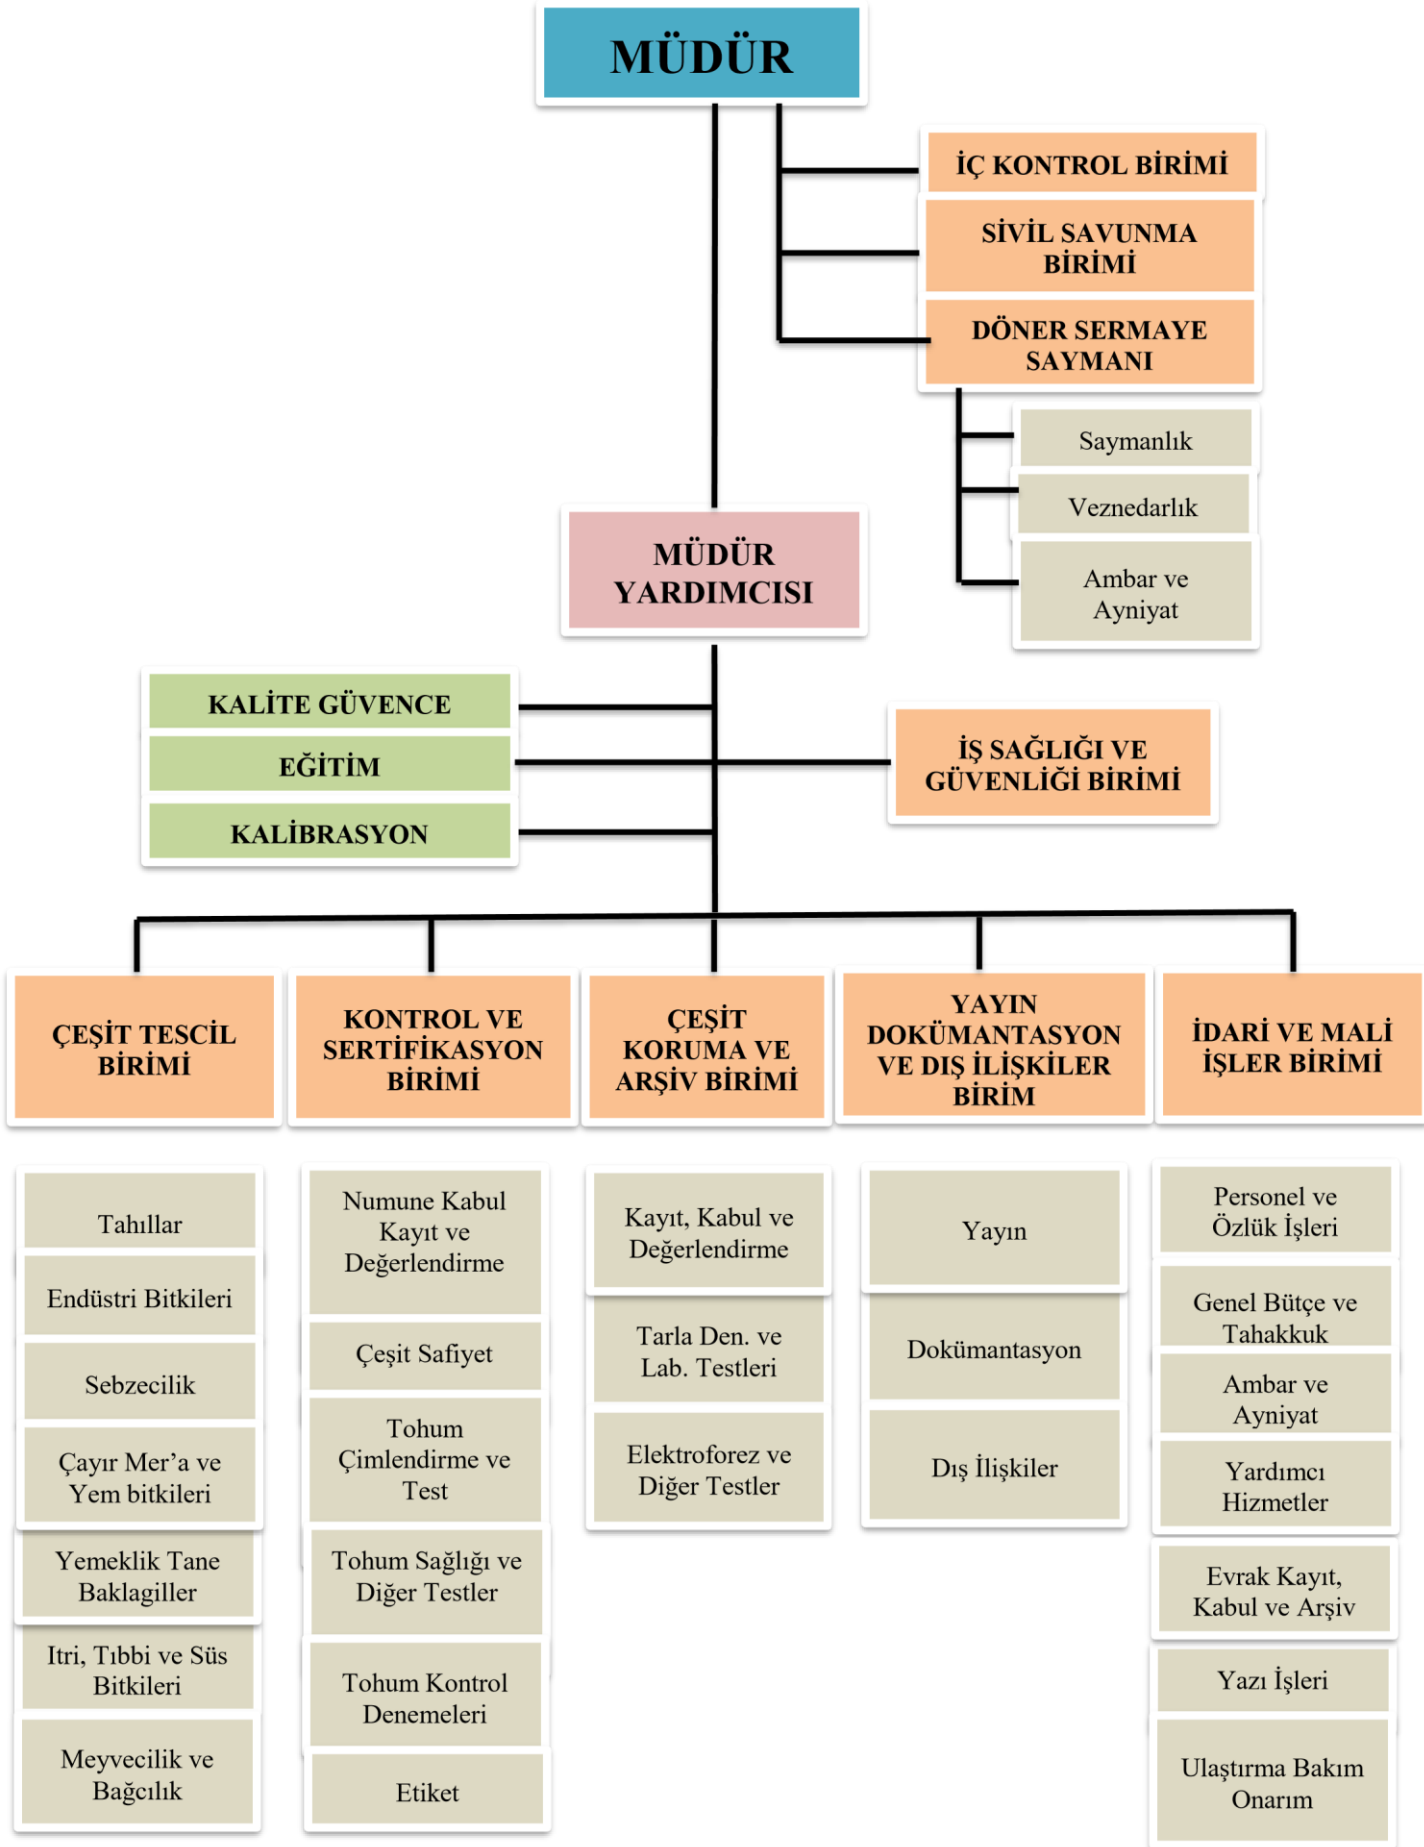 MÜDÜR
İÇ KONTROL BİRİMİ
SİVİL SAVUNMA
BİRİMİ
DÖNER SERMAYE
SAYMANI
Saymanlık
Veznedarlık
Ambar ve
Ayniyat
MÜDÜR
YARDIMCISI
KALİTE GÜVENCE
EĞİTİM
KALİBRASYON
İŞ SAĞLIĞI VE
GÜVENLİĞİ BİRİMİ
ÇEŞİT TESCİL
BİRİMİ
KONTROL VE
SERTİFİKASYON
BİRİMİ
ÇEŞİT
KORUMA VE
ARŞİV BİRİMİ
YAYIN
DOKÜMANTASYON
VE DIŞ İLİŞKİLER
BİRİM
İDARİ VE MALİ
İŞLER BİRİMİ
Tahıllar
Endüstri Bitkileri
Sebzecilik
Çayır Mer’a ve
Yem bitkileri
Yemeklik Tane
Baklagiller
Itri, Tıbbi ve Süs
Bitkileri
Meyvecilik ve
Bağcılık
Numune Kabul
Kayıt ve
Değerlendirme
Çeşit Safiyet
Tohum
Çimlendirme ve
Test
Tohum Sağlığı ve
Diğer Testler
Tohum Kontrol
Denemeleri
Etiket
Kayıt, Kabul ve
Değerlendirme
Tarla Den. ve
Lab. Testleri
Elektroforez ve
Diğer Testler
Yayın
Dokümantasyon
Dış İlişkiler
Personel ve
Özlük İşleri
Genel Bütçe ve
Tahakkuk
Ambar ve
Ayniyat
Yardımcı
Hizmetler
Evrak Kayıt,
Kabul ve Arşiv
Yazı İşleri
Ulaştırma Bakım
Onarım